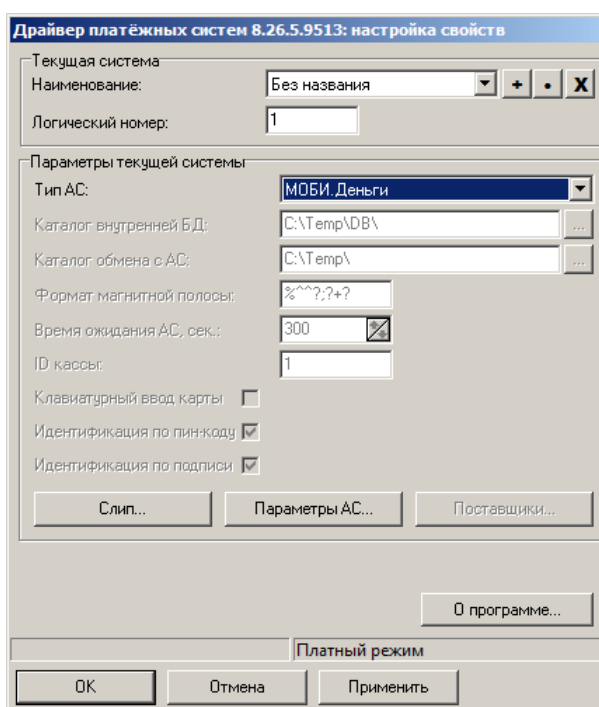 Драйвер платёжных систем 8.26.5.9513: настройка свойств
Текущая система
Наименование: Без названия + • X
Логический номер: 1
Параметры текущей системы
Тип АС: МОБИ.Деньги
Каталог внутренней БД: C:\Temp\DB\ ...
Каталог обмена с АС: C:\Temp\ ...
Формат магнитной полосы: %^^?;?+?
Время ожидания АС, сек.: 300
ID кассы: 1
Клавиатурный ввод карты
Идентификация по пин-коду
Идентификация по подписи
Слип... Параметры АС... Поставщики...
О программе...
Платный режим
OK Отмена Применить